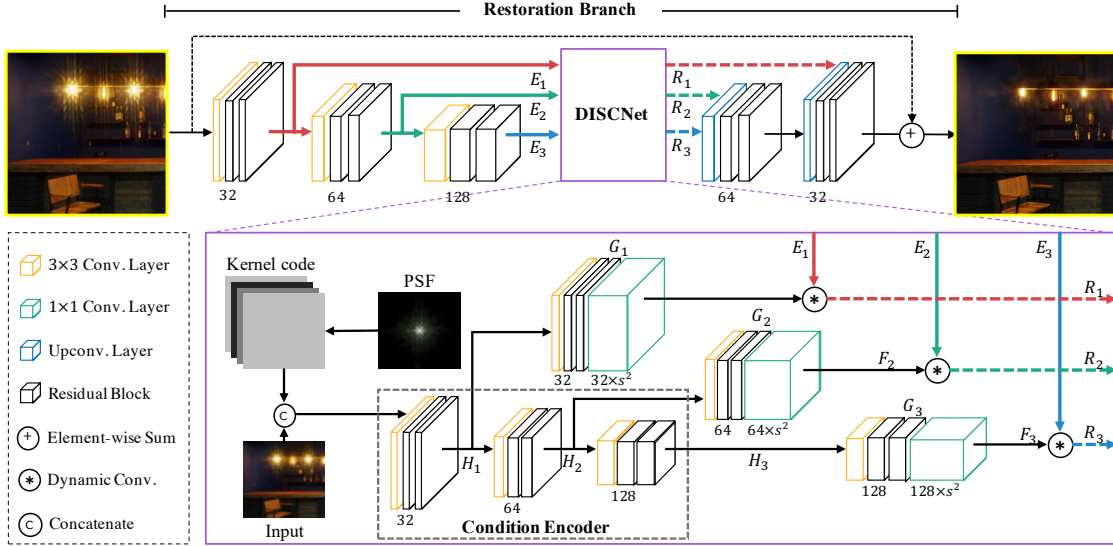 Restoration Branch
E₁
E₂
E₃
DISCNet
R₁
R₂
R₃
+
32
64
128
64
32
3×3 Conv. Layer
1×1 Conv. Layer
Upconv. Layer
Residual Block
+ Element-wise Sum
* Dynamic Conv.
C Concatenate
Kernel code
PSF
C
Input
G₁
32
32×s²
E₁
E₂
E₃
*
R₁
G₂
64
64×s²
F₂
*
R₂
G₃
128
128×s²
F₃
*
R₃
H₁
H₂
H₃
32
64
128
Condition Encoder